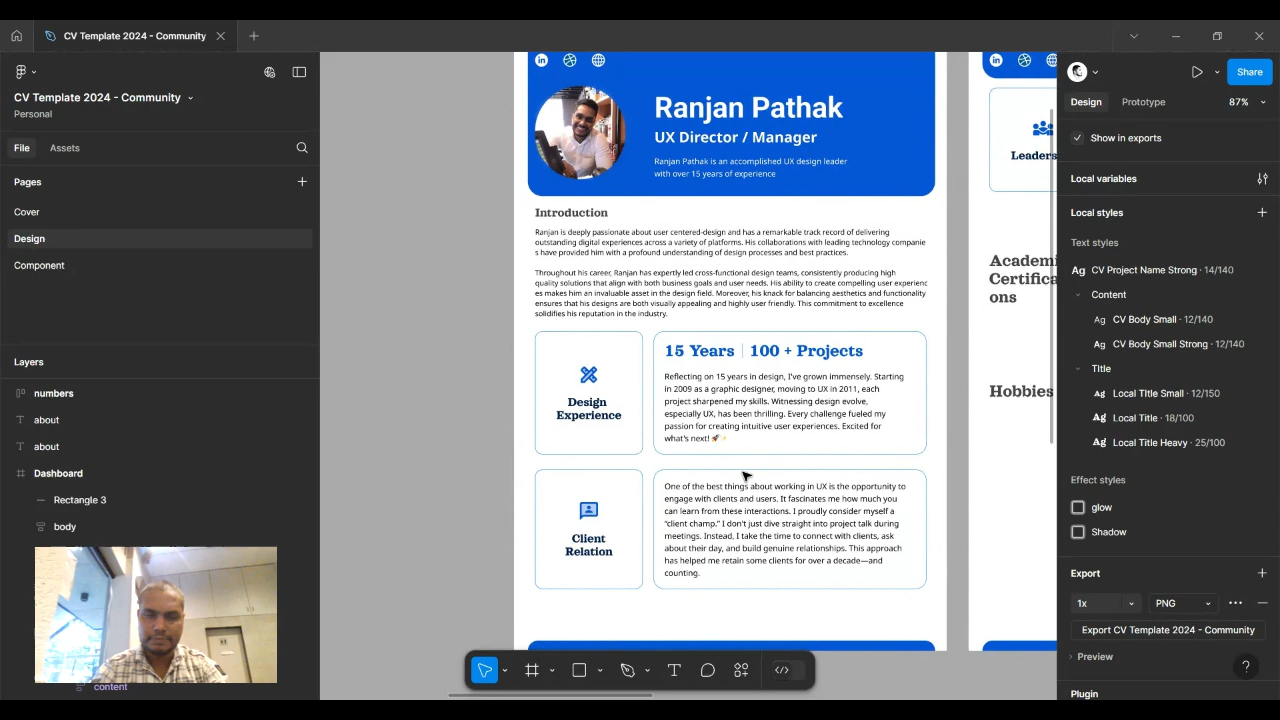 CV Template 2024 - Community
CV Template 2024 - Community
Personal
File
Assets
Pages
Cover
Design
Component
Layers
numbers
about
about
Dashboard
Rectangle 3
body
content
in
Ranjan Pathak
UX Director / Manager
Ranjan Pathak is an accomplished UX design leader
with over 15 years of experience
Introduction
Ranjan is deeply passionate about user centered-design and has a remarkable track record of delivering
outstanding digital experiences across a variety of platforms. His collaborations with leading technology companie
s have provided him with a profound understanding of design processes and best practices.
Throughout his career, Ranjan has expertly led cross-functional design teams, consistently producing high
quality solutions that align with both business goals and user needs. His ability to create compelling user experienc
es makes him an invaluable asset in the design field. Moreover, his knack for balancing aesthetics and functionality
ensures that his designs are both visually appealing and highly user friendly. This commitment to excellence
solidifies his reputation in the industry.
Design
Experience
15 Years | 100 + Projects
Reflecting on 15 years in design, I've grown immensely. Starting
in 2009 as a graphic designer, moving to UX in 2011, each
project sharpened my skills. Witnessing design evolve,
especially UX, has been thrilling. Every challenge fueled my
passion for creating intuitive user experiences. Excited for
what's next! 🚀✨
Client
Relation
One of the best things about working in UX is the opportunity to
engage with clients and users. It fascinates me how much you
can learn from these interactions. I proudly consider myself a
"client champ." I don't just dive straight into project talk during
meetings. Instead, I take the time to connect with clients, ask
about their day, and build genuine relationships. This approach
has helped me retain some clients for over a decade—and
counting.
in
Leaders
Academi
Certifica
ons
Hobbies
Share
Design
Prototype
87%
Show in exports
Local variables
Local styles
Text styles
Ag CV Project Name Strong · 14/140
Content
Ag CV Body Small · 12/140
Ag CV Body Small Strong · 12/140
Title
Ag Local Title Small · 12/150
Ag Local Title · 18/100
Ag Local Title Heavy · 25/100
Effect styles
glow
Shadow
Export
1x
PNG
Export CV Template 2024 - Community
Preview
?
Plugin